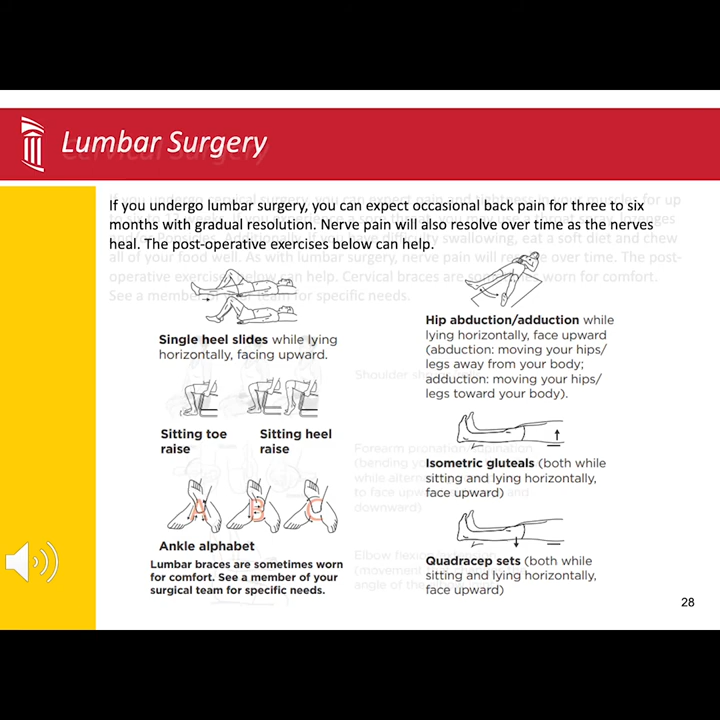 Lumbar Surgery
If you undergo lumbar surgery, you can expect occasional back pain for three to six
months with gradual resolution. Nerve pain will also resolve over time as the nerves
heal. The post-operative exercises below can help.
Single heel slides while lying
horizontally, facing upward.
Sitting toe
raise
Sitting heel
raise
A
B
C
Ankle alphabet
Lumbar braces are sometimes worn
for comfort. See a member of your
surgical team for specific needs.
Hip abduction/adduction while
lying horizontally, face upward
(abduction: moving your hips/
legs away from your body;
adduction: moving your hips/
legs toward your body).
Isometric gluteals (both while
sitting and lying horizontally,
face upward)
Quadracep sets (both while
sitting and lying horizontally,
face upward)
28